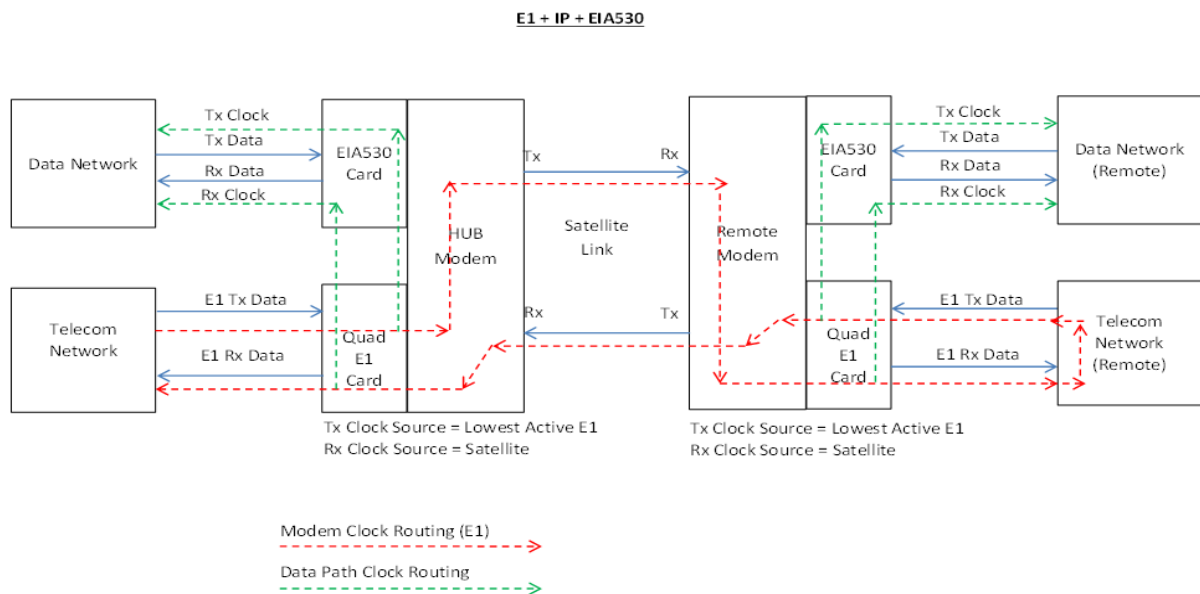 E1 + IP + EIA530
Data Network
Tx Clock
Tx Data
Rx Data
Rx Clock
EIA530
Card
HUB
Modem
Tx
Rx
Satellite
Link
Remote
Modem
EIA530
Card
Tx Clock
Tx Data
Rx Data
Rx Clock
Data Network
(Remote)
Telecom
Network
E1 Tx Data
E1 Rx Data
Quad
E1
Card
Rx
Tx
Quad
E1
Card
E1 Tx Data
E1 Rx Data
Telecom
Network
(Remote)
Tx Clock Source = Lowest Active E1
Rx Clock Source = Satellite
Tx Clock Source = Lowest Active E1
Rx Clock Source = Satellite
Modem Clock Routing (E1)
Data Path Clock Routing